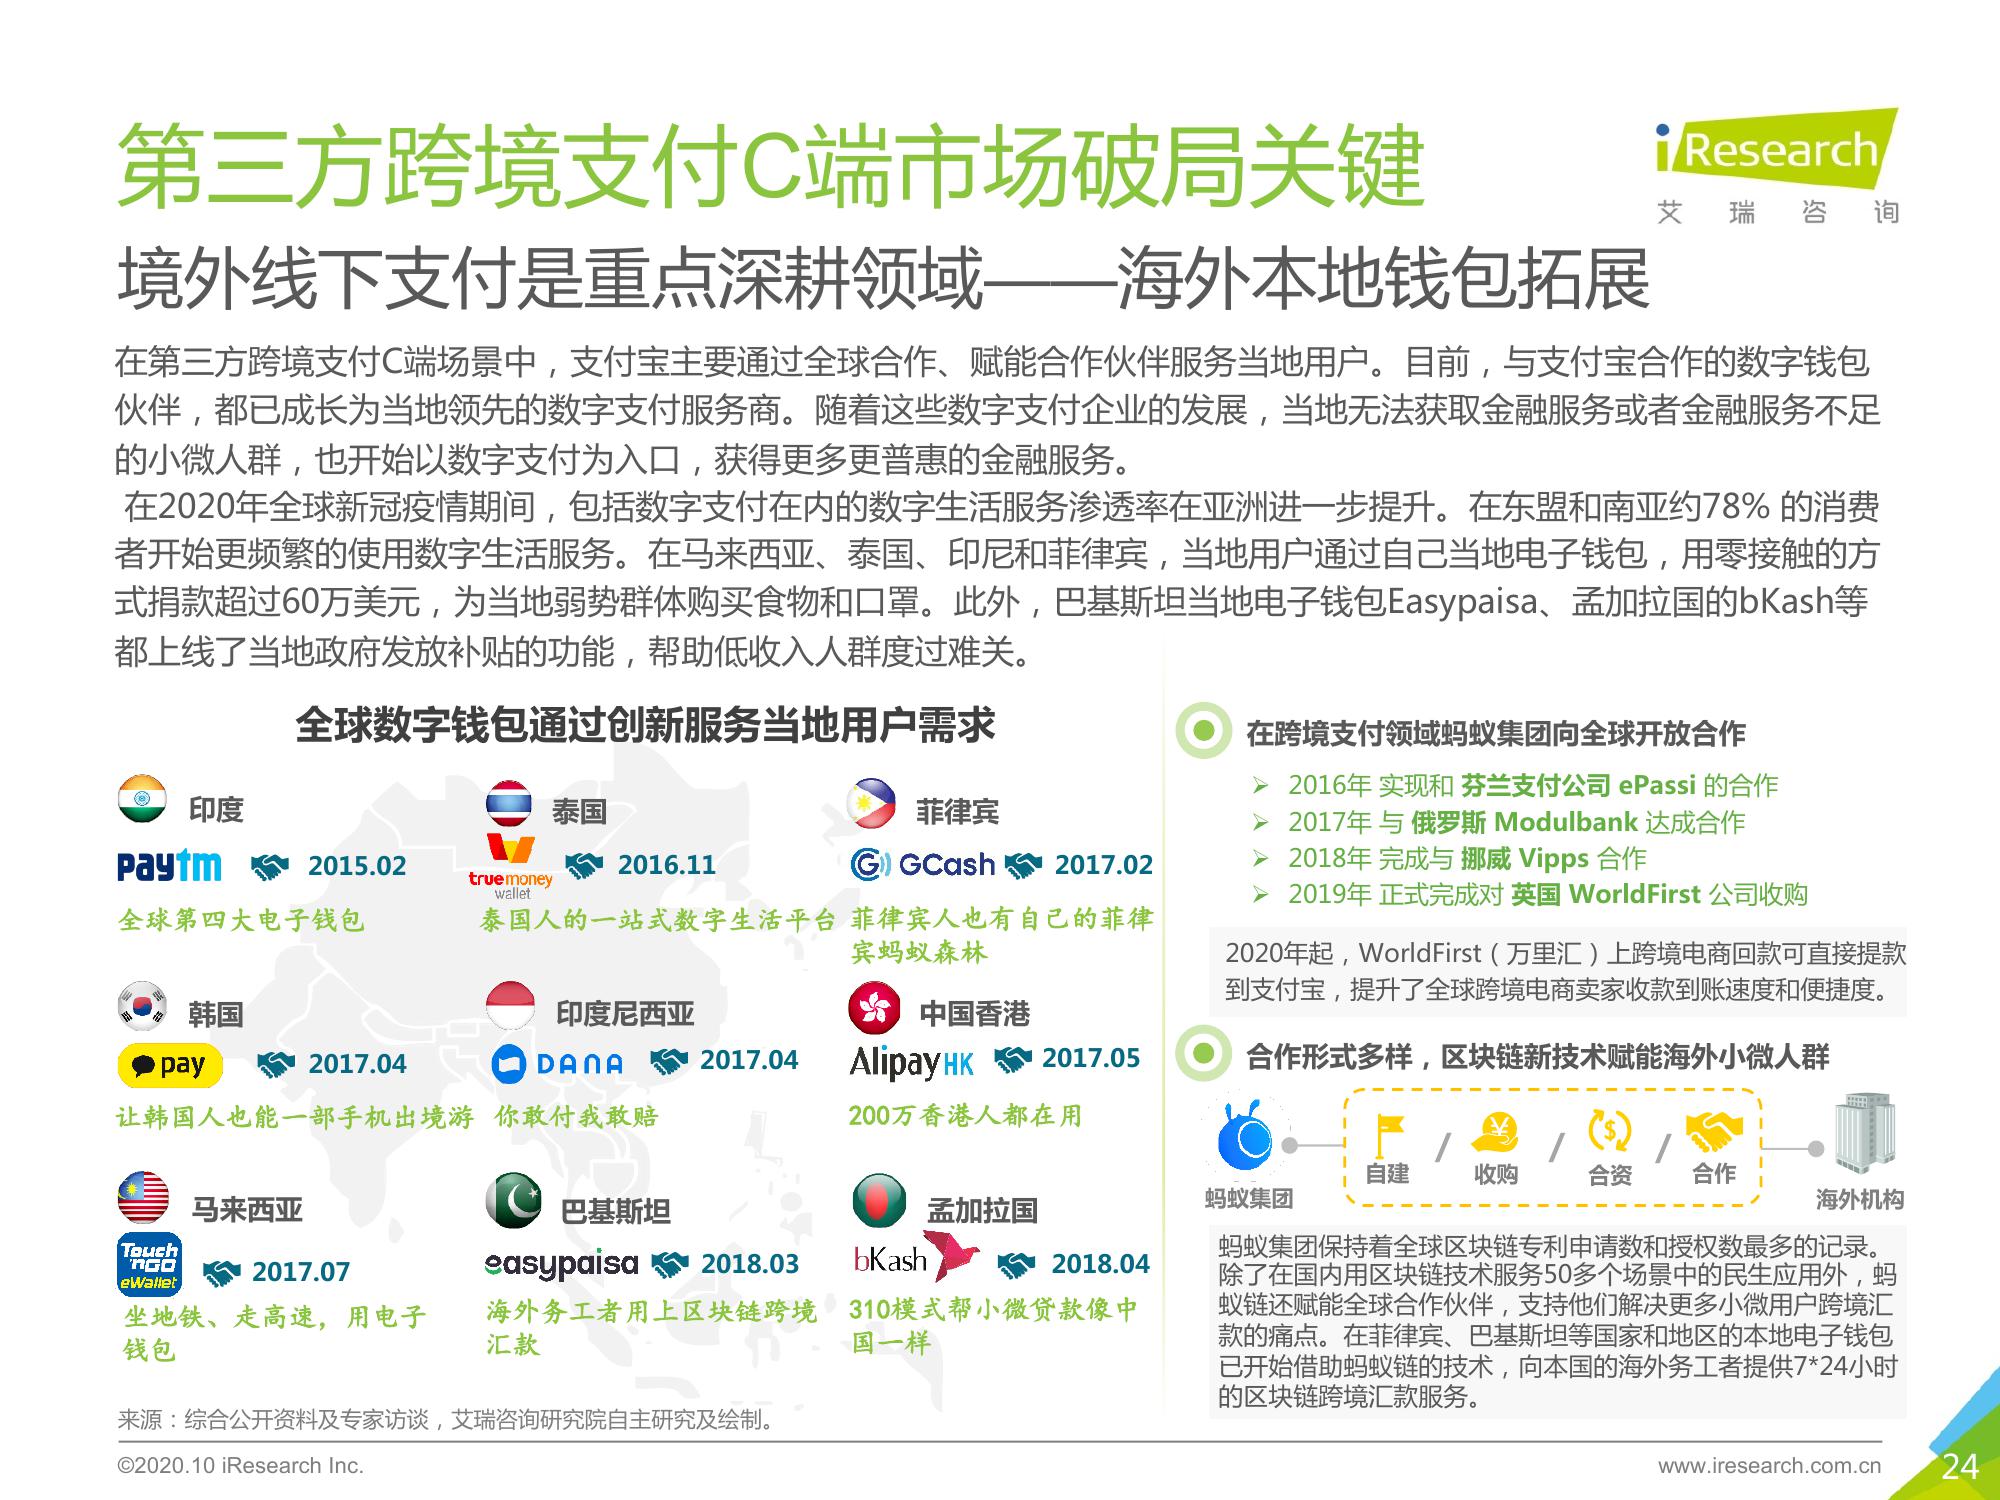 第三方跨境支付C端市场破局关键
iResearch
艾瑞咨询
境外线下支付是重点深耕领域——海外本地钱包拓展
在第三方跨境支付C端场景中，支付宝主要通过全球合作、赋能合作伙伴服务当地用户。目前，与支付宝合作的数字钱包
伙伴，都已成长为当地领先的数字支付服务商。随着这些数字支付企业的发展，当地无法获取金融服务或者金融服务不足
的小微人群，也开始以数字支付为入口，获得更多更普惠的金融服务。
在2020年全球新冠疫情期间，包括数字支付在内的数字生活服务渗透率在亚洲进一步提升。在东盟和南亚约78% 的消费
者开始更频繁的使用数字生活服务。在马来西亚、泰国、印尼和菲律宾，当地用户通过自己当地电子钱包，用零接触的方
式捐款超过60万美元，为当地弱势群体购买食物和口罩。此外，巴基斯坦当地电子钱包Easypaisa、孟加拉国的bKash等
都上线了当地政府发放补贴的功能，帮助低收入人群度过难关。
全球数字钱包通过创新服务当地用户需求
印度
paytm 2015.02
全球第四大电子钱包
泰国
truemoney
wallet
2016.11
泰国人的一站式数字生活平台
菲律宾
GCash 2017.02
菲律宾人也有自己的菲律
宾蚂蚁森林
韩国
pay 2017.04
让韩国人也能一部手机出境游
印度尼西亚
DANA 2017.04
你敢付我敢赔
中国香港
AlipayHK 2017.05
200万香港人都在用
马来西亚
Touch
'nGO
eWallet
2017.07
坐地铁、走高速，用电子
钱包
巴基斯坦
easypaisa 2018.03
海外务工者用上区块链跨境
汇款
孟加拉国
bKash 2018.04
310模式帮小微贷款像中
国一样
在跨境支付领域蚂蚁集团向全球开放合作
➢ 2016年 实现和 芬兰支付公司 ePassi 的合作
➢ 2017年 与 俄罗斯 Modulbank 达成合作
➢ 2018年 完成与 挪威 Vipps 合作
➢ 2019年 正式完成对 英国 WorldFirst 公司收购
2020年起，WorldFirst（万里汇）上跨境电商回款可直接提款
到支付宝，提升了全球跨境电商卖家收款到账速度和便捷度。
合作形式多样，区块链新技术赋能海外小微人群
蚂蚁集团
自建 / 收购 / 合资 / 合作
海外机构
蚂蚁集团保持着全球区块链专利申请数和授权数最多的记录。
除了在国内用区块链技术服务50多个场景中的民生应用外，蚂
蚁链还赋能全球合作伙伴，支持他们解决更多小微用户跨境汇
款的痛点。在菲律宾、巴基斯坦等国家和地区的本地电子钱包
已开始借助蚂蚁链的技术，向本国的海外务工者提供7*24小时
的区块链跨境汇款服务。
来源：综合公开资料及专家访谈，艾瑞咨询研究院自主研究及绘制。
©2020.10 iResearch Inc.
www.iresearch.com.cn
24